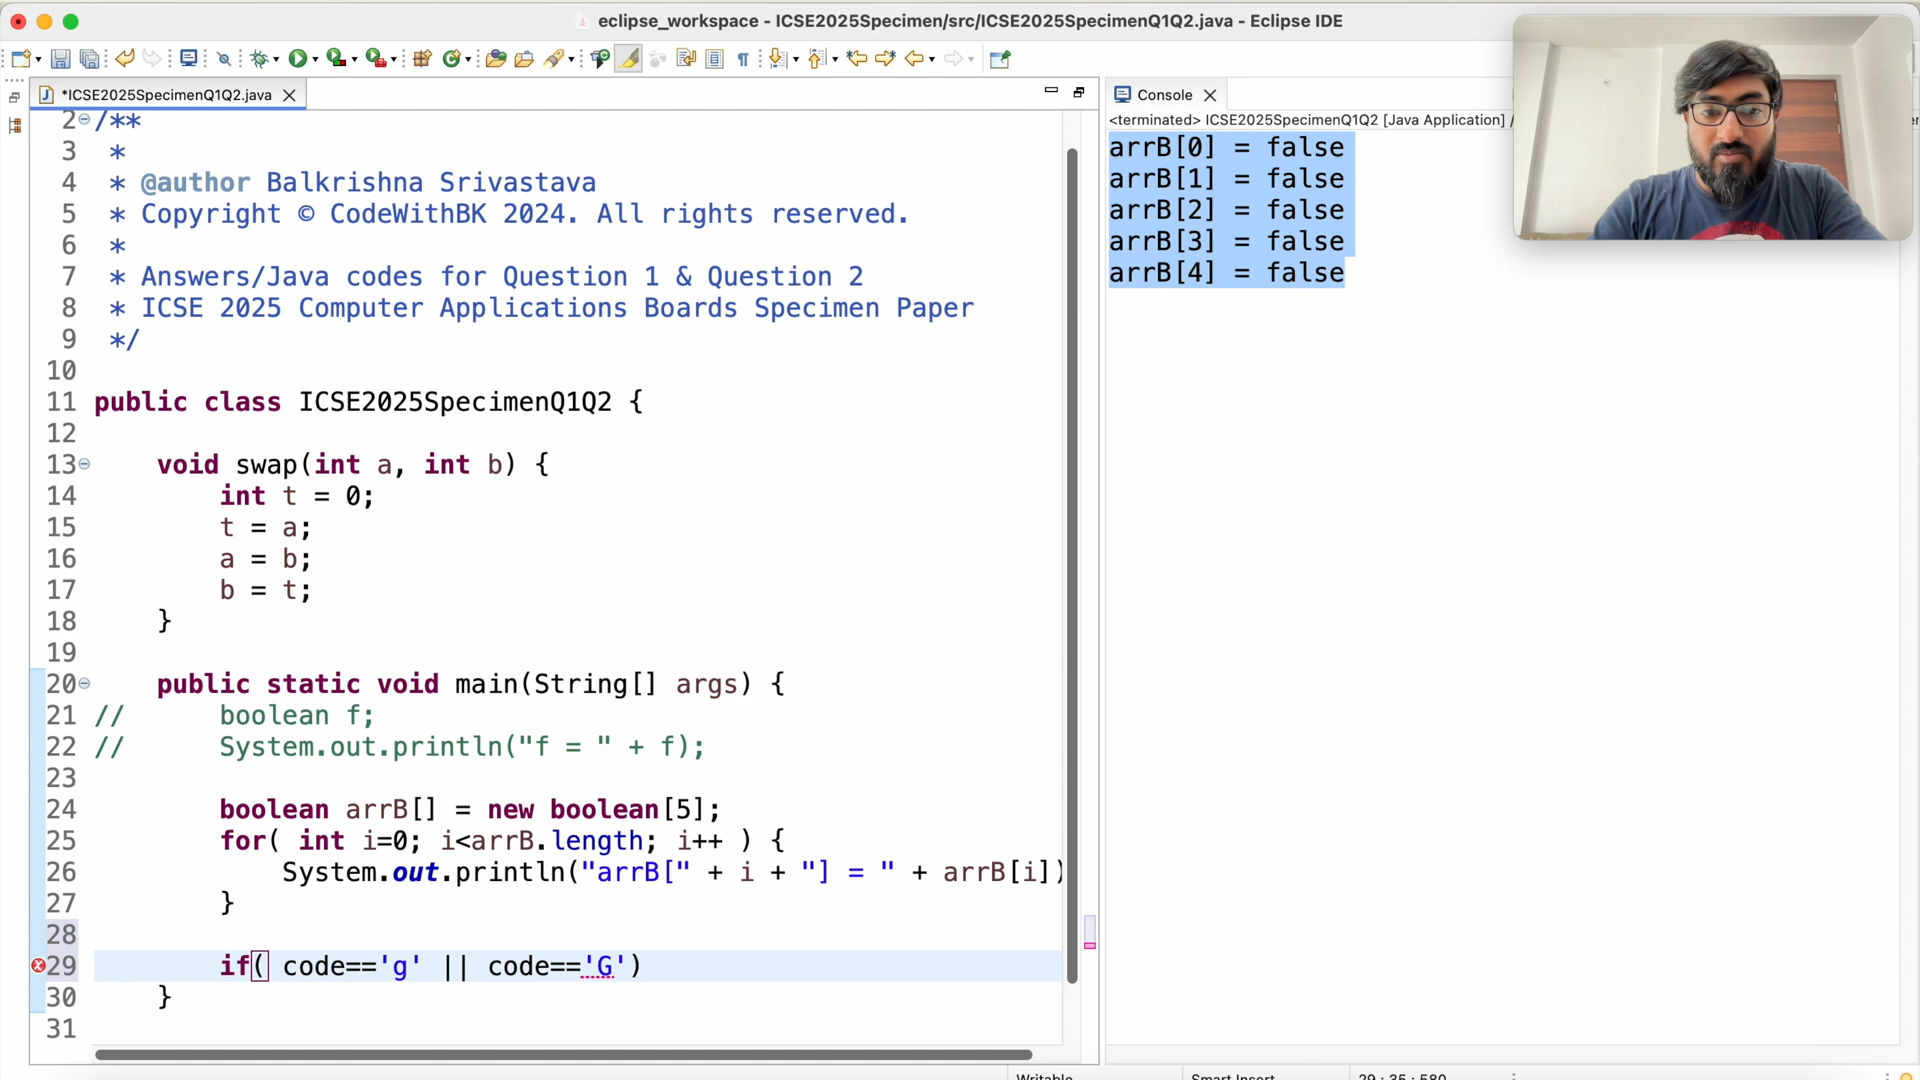 eclipse_workspace - ICSE2025Specimen/src/ICSE2025SpecimenQ1Q2.java - Eclipse IDE
*ICSE2025SpecimenQ1Q2.java
2 /**
3 *
4 * @author Balkrishna Srivastava
5 * Copyright © CodeWithBK 2024. All rights reserved.
6 *
7 * Answers/Java codes for Question 1 & Question 2
8 * ICSE 2025 Computer Applications Boards Specimen Paper
9 */
10
11 public class ICSE2025SpecimenQ1Q2 {
12
13 void swap(int a, int b) {
14 int t = 0;
15 t = a;
16 a = b;
17 b = t;
18 }
19
20 public static void main(String[] args) {
21 // boolean f;
22 // System.out.println("f = " + f);
23
24 boolean arrB[] = new boolean[5];
25 for( int i=0; i<arrB.length; i++ ) {
26 System.out.println("arrB[" + i + "] = " + arrB[i])
27 }
28
29 if( code=='g' || code=='G')
30 }
31
Console
<terminated> ICSE2025SpecimenQ1Q2 [Java Application] /
arrB[0] = false
arrB[1] = false
arrB[2] = false
arrB[3] = false
arrB[4] = false
Writable
Smart Insert
29 : 35 : 580